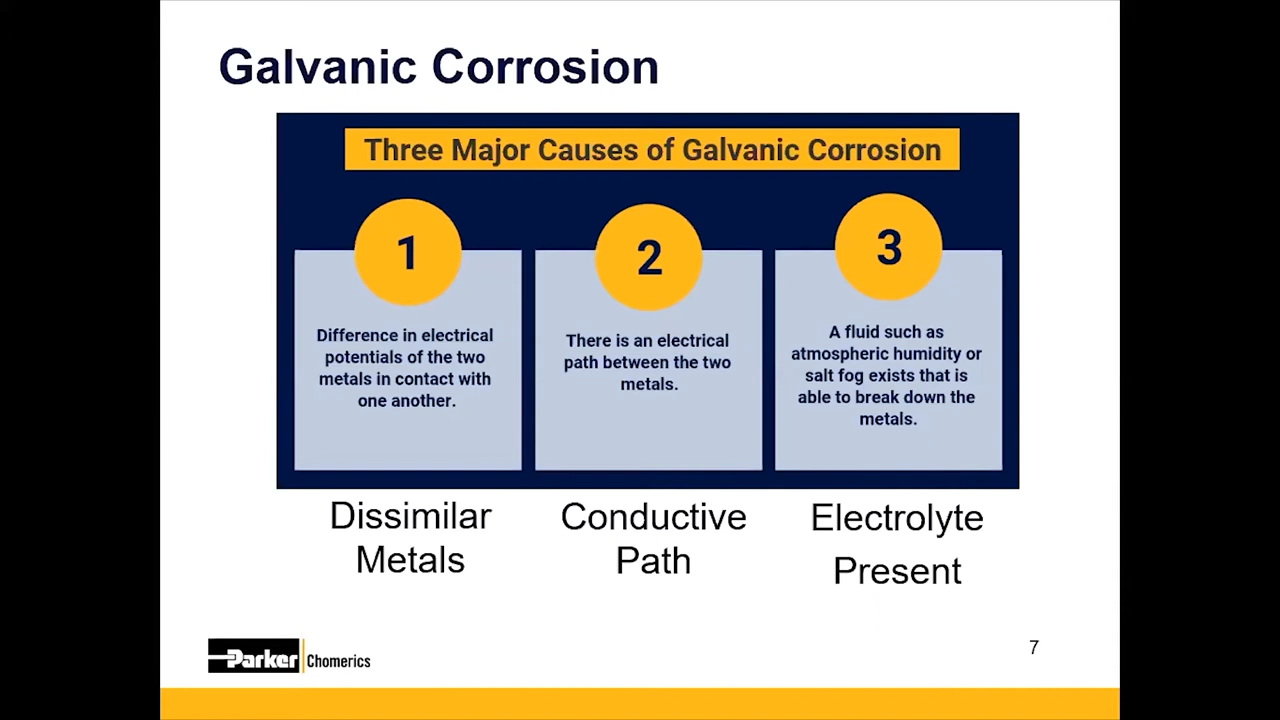 Galvanic Corrosion
Three Major Causes of Galvanic Corrosion
1
Difference in electrical
potentials of the two
metals in contact with
one another.
2
There is an electrical
path between the two
metals.
3
A fluid such as
atmospheric humidity or
salt fog exists that is
able to break down the
metals.
Dissimilar
Metals
Conductive
Path
Electrolyte
Present
Parker Chomerics
7